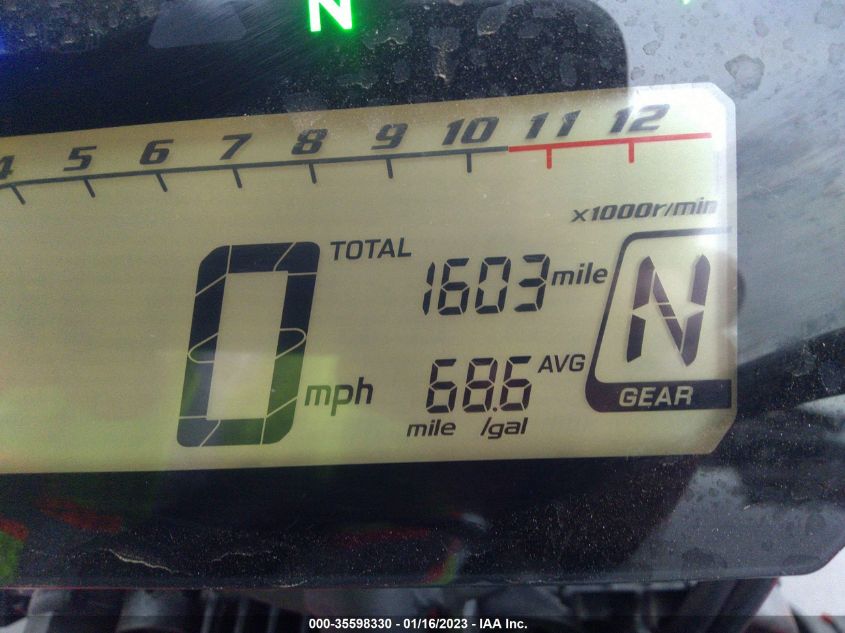 N
4 5 6 7 8 9 10 11 12
x1000r/min
TOTAL 1603 mile
0 mph
68.6 AVG
mile /gal
N
GEAR
000-35598330 - 01/16/2023 - IAA Inc.